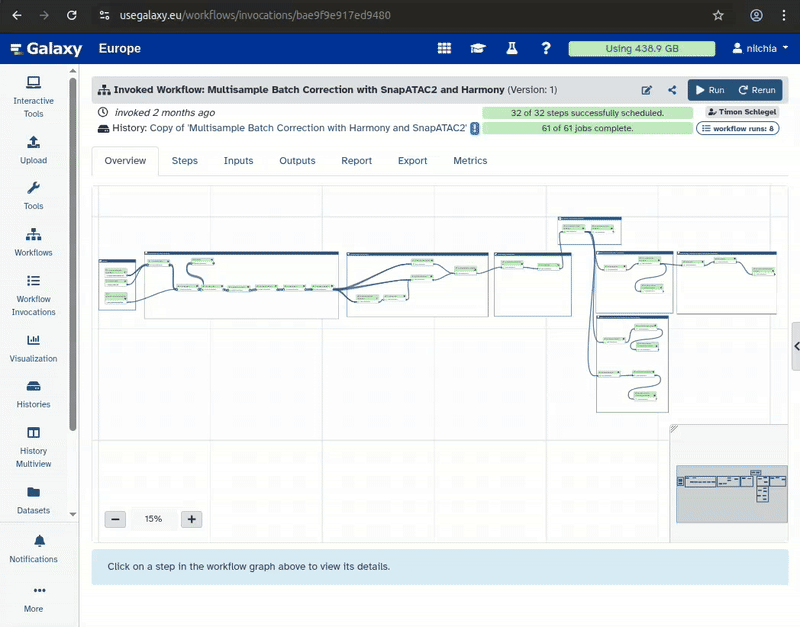 usegalaxy.eu/workflows/invocations/bae9f9e917ed9480
Galaxy Europe Using 438.9 GB nilchia
Interactive Tools
Upload
Tools
Workflows
Workflow Invocations
Visualization
Histories
History Multiview
Datasets
Notifications
More
Invoked Workflow: Multisample Batch Correction with SnapATAC2 and Harmony (Version: 1) Run Rerun
invoked 2 months ago 32 of 32 steps successfully scheduled. Timon Schlegel
History: Copy of 'Multisample Batch Correction with Harmony and SnapATAC2' 61 of 61 jobs complete. workflow runs: 8
Overview Steps Inputs Outputs Report Export Metrics
15%
Click on a step in the workflow graph above to view its details.